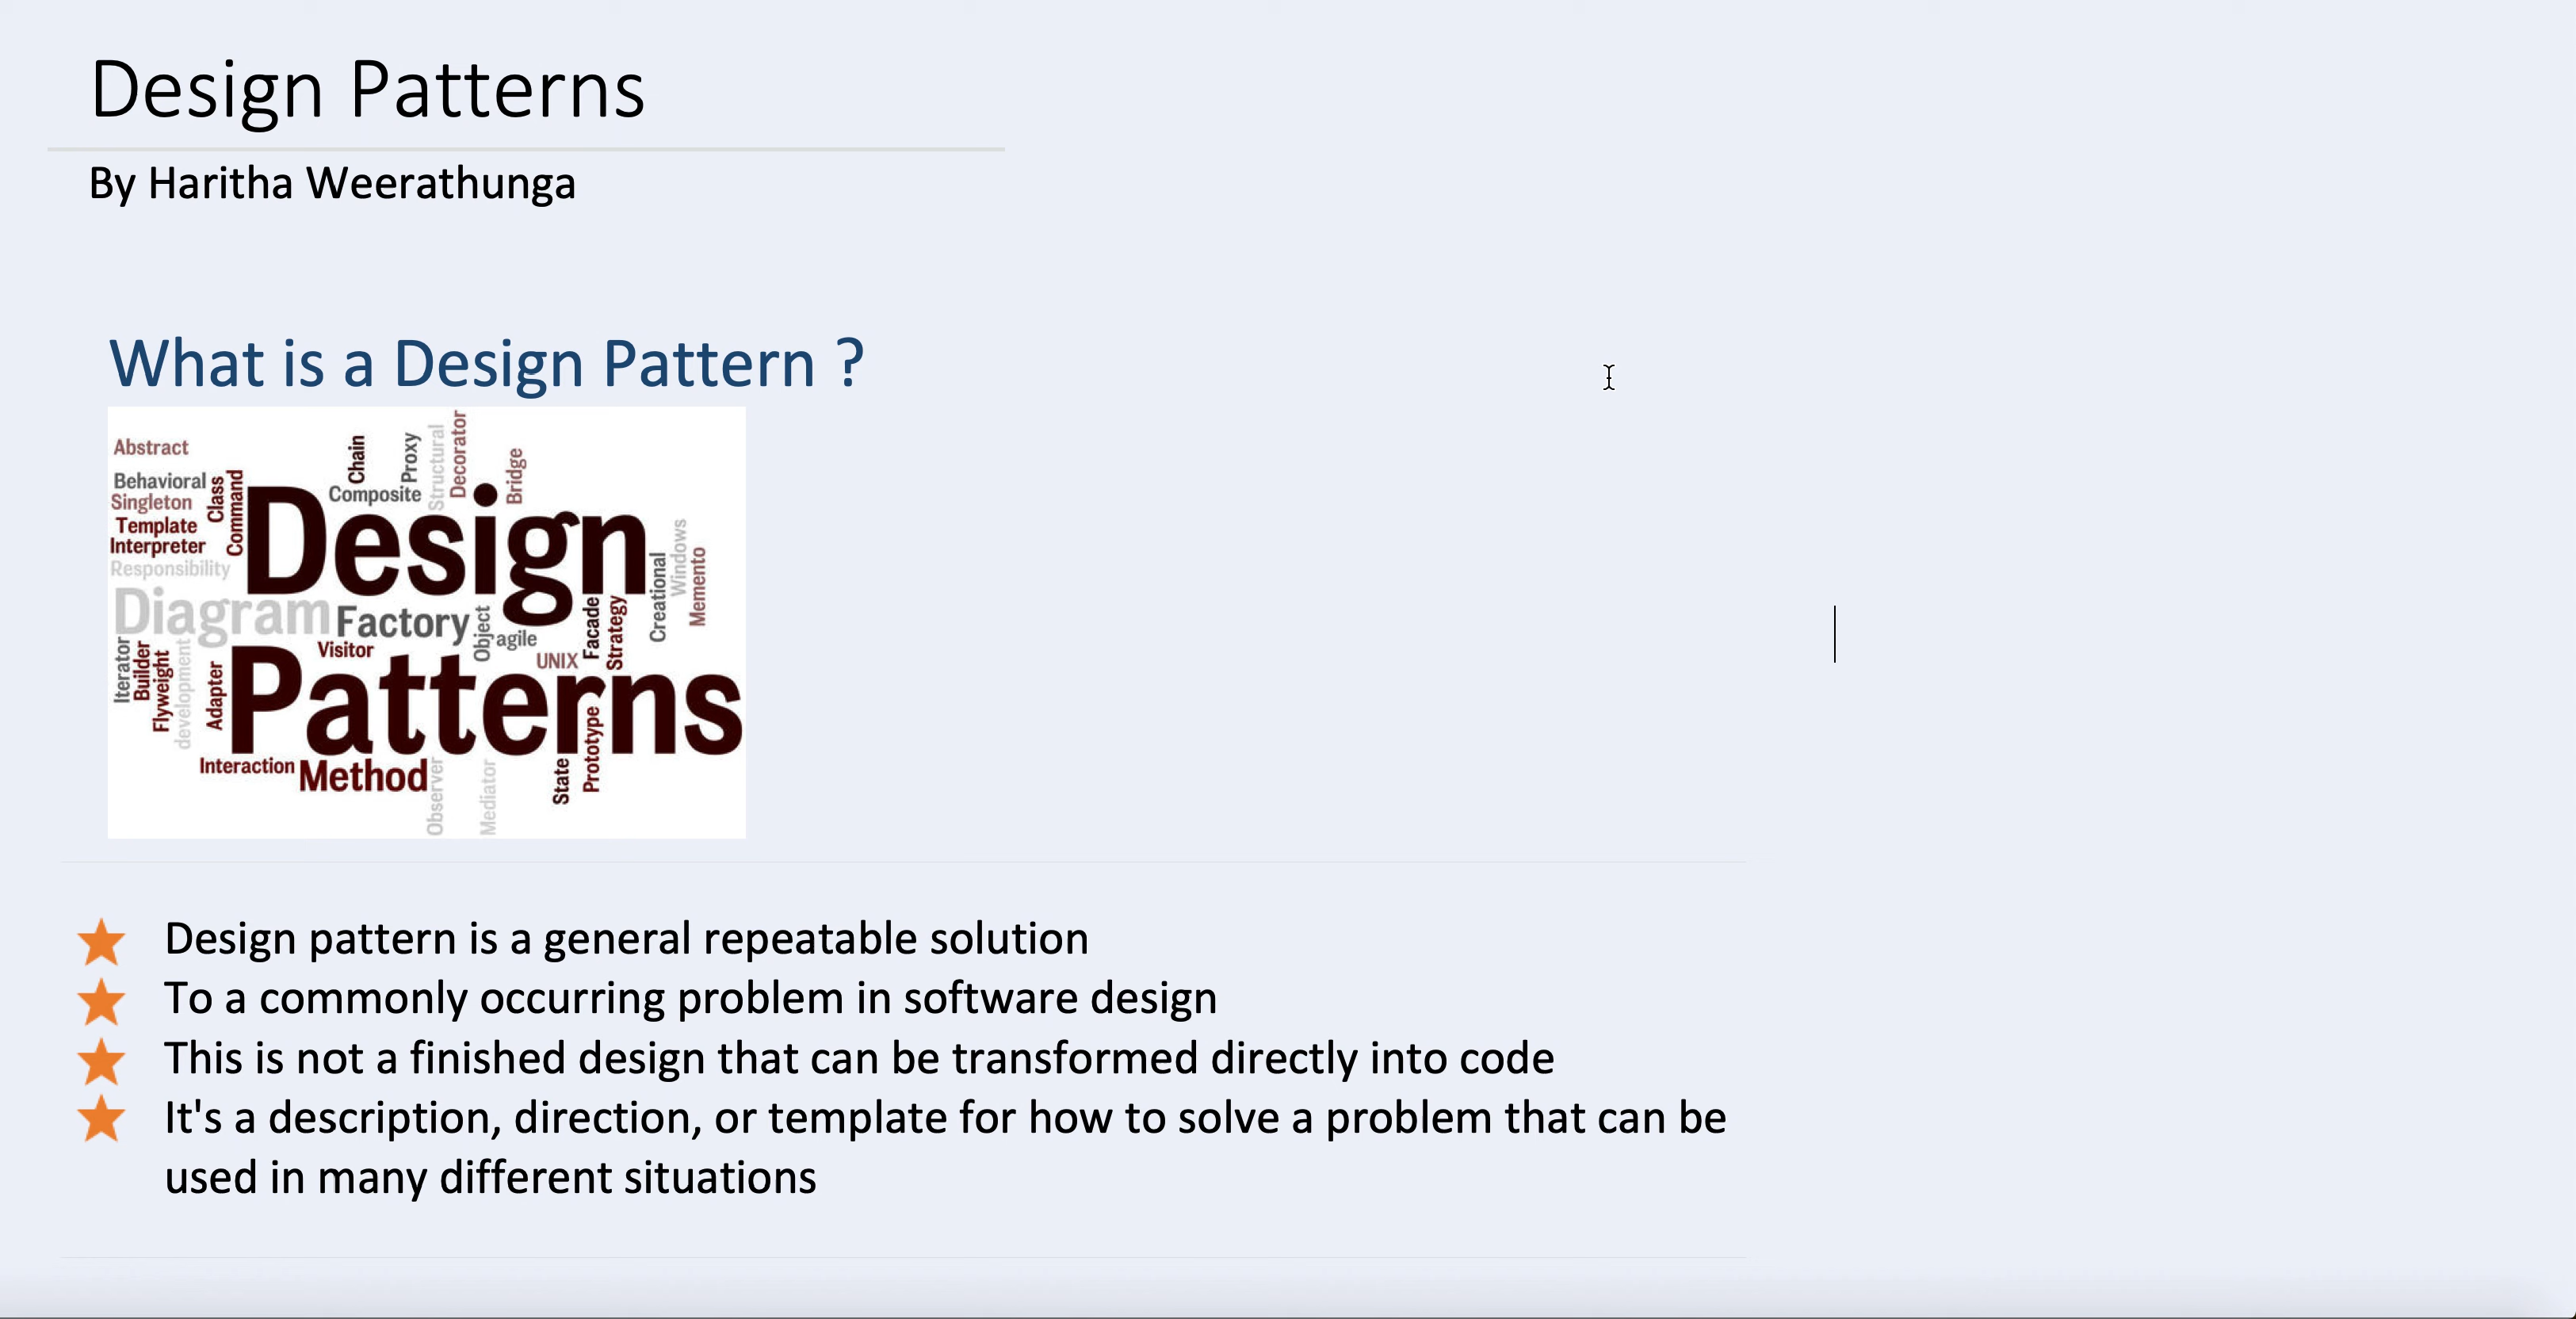 Design Patterns
By Haritha Weerathunga
What is a Design Pattern ?
Abstract
Behavioral
Singleton
Template
Interpreter
Responsibility
Class
Command
Chain
Proxy
Composite
Structural
Decorator
Bridge
Design
Windows
Creational
Memento
Diagram
Factory
Object
agile
Facade
Strategy
Visitor
UNIX
Iterator
Builder
Flyweight
development
Adapter
Patterns
Interaction
Method
Observer
Mediator
State
Prototype
Design pattern is a general repeatable solution
To a commonly occurring problem in software design
This is not a finished design that can be transformed directly into code
It's a description, direction, or template for how to solve a problem that can be
used in many different situations